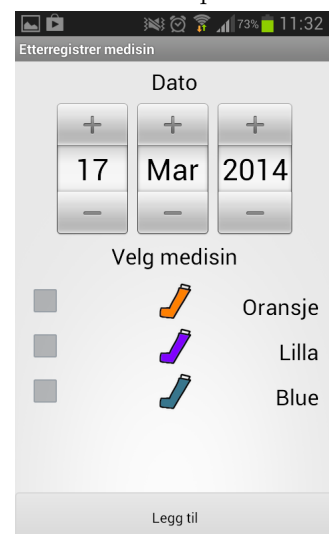 73% 11:32
Etterregistrer medisin
Dato
17 Mar 2014
Velg medisin
Oransje
Lilla
Blue
Legg til